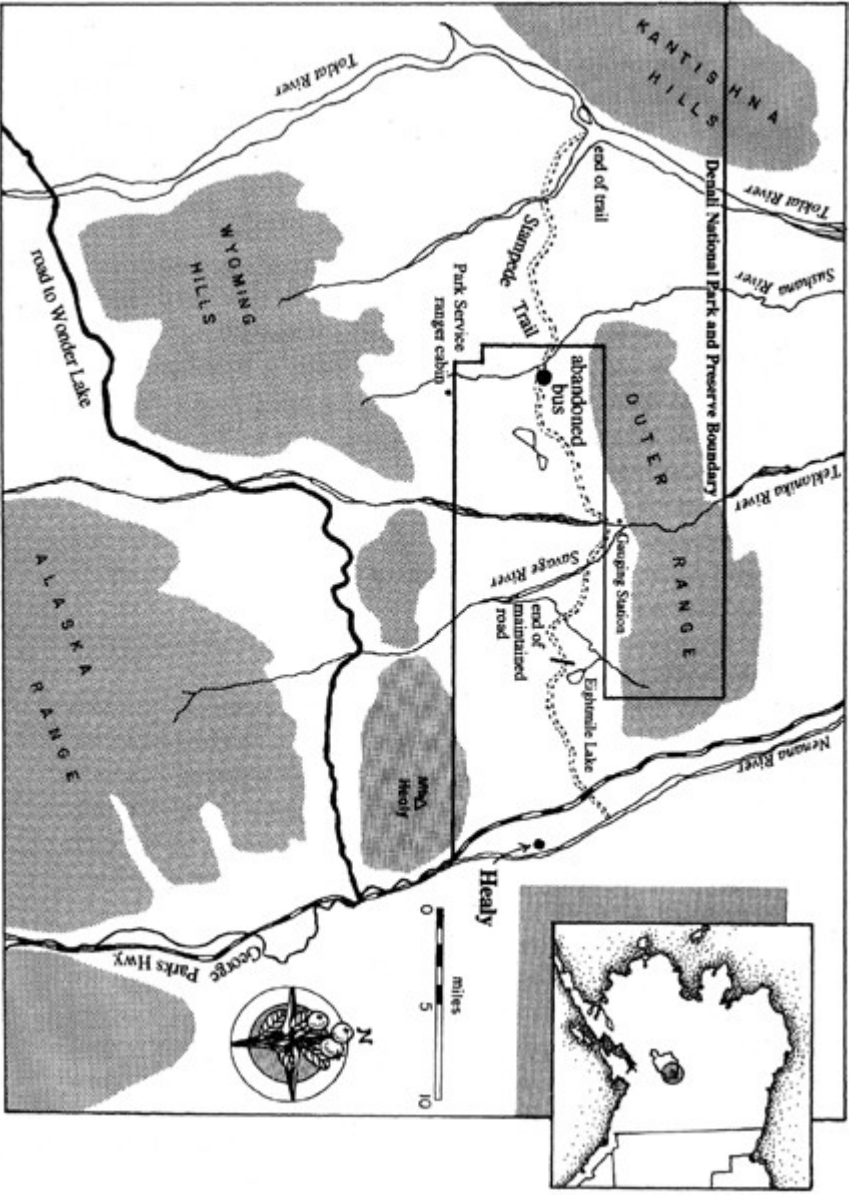 KANTISHNA
HILLS
Toklat River
Toklat River
Sushana River
Denali National Park and Preserve Boundary
Teklanika River
end of trail
Stampede Trail
WYOMING
HILLS
Park Service
ranger cabin
abandoned
bus
OUTER RANGE
Gauging Station
Savage River
end of
maintained
road
Eightmile Lake
Nenana River
road to Wonder Lake
ALASKA RANGE
Mt.
Healy
Healy
George Parks Hwy.
0 5 10
miles
N